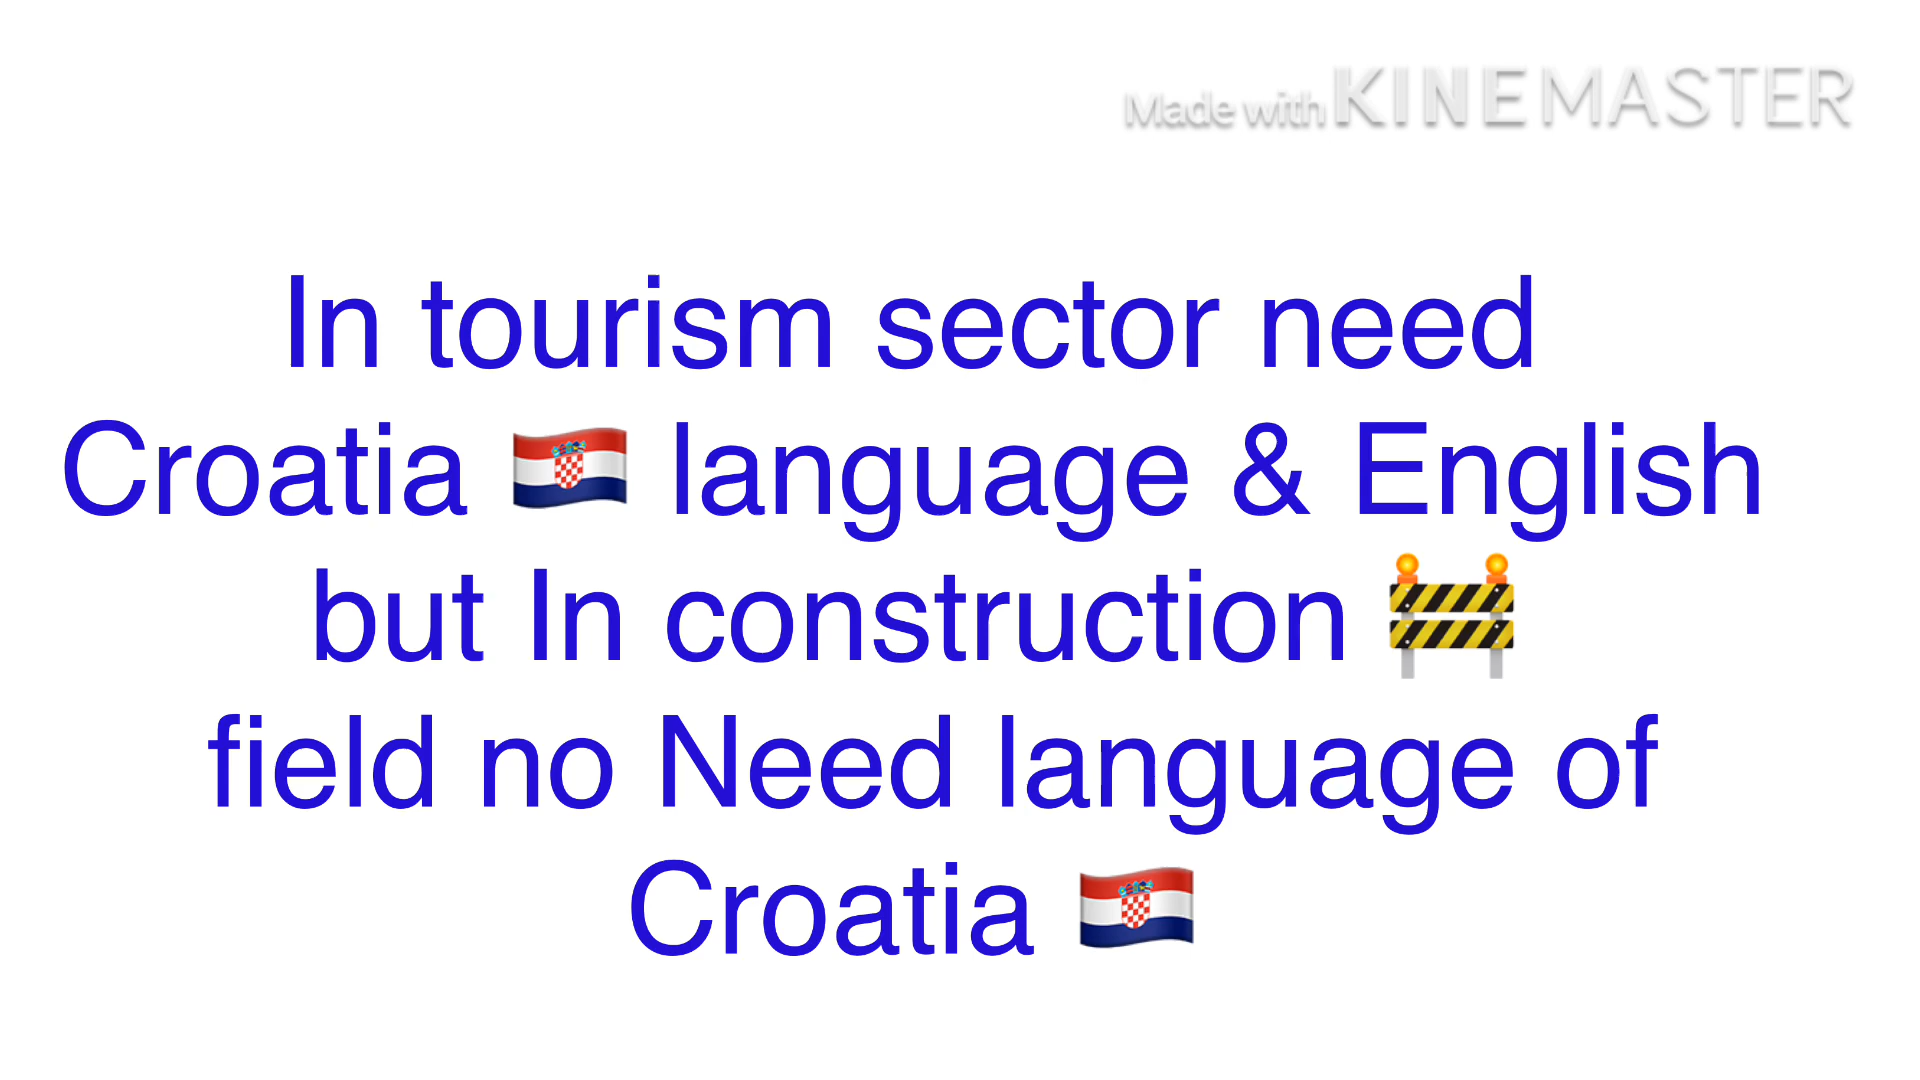 Made with KINEMASTER
In tourism sector need
Croatia 🇭🇷 language & English
but In construction 🚧
field no Need language of
Croatia 🇭🇷